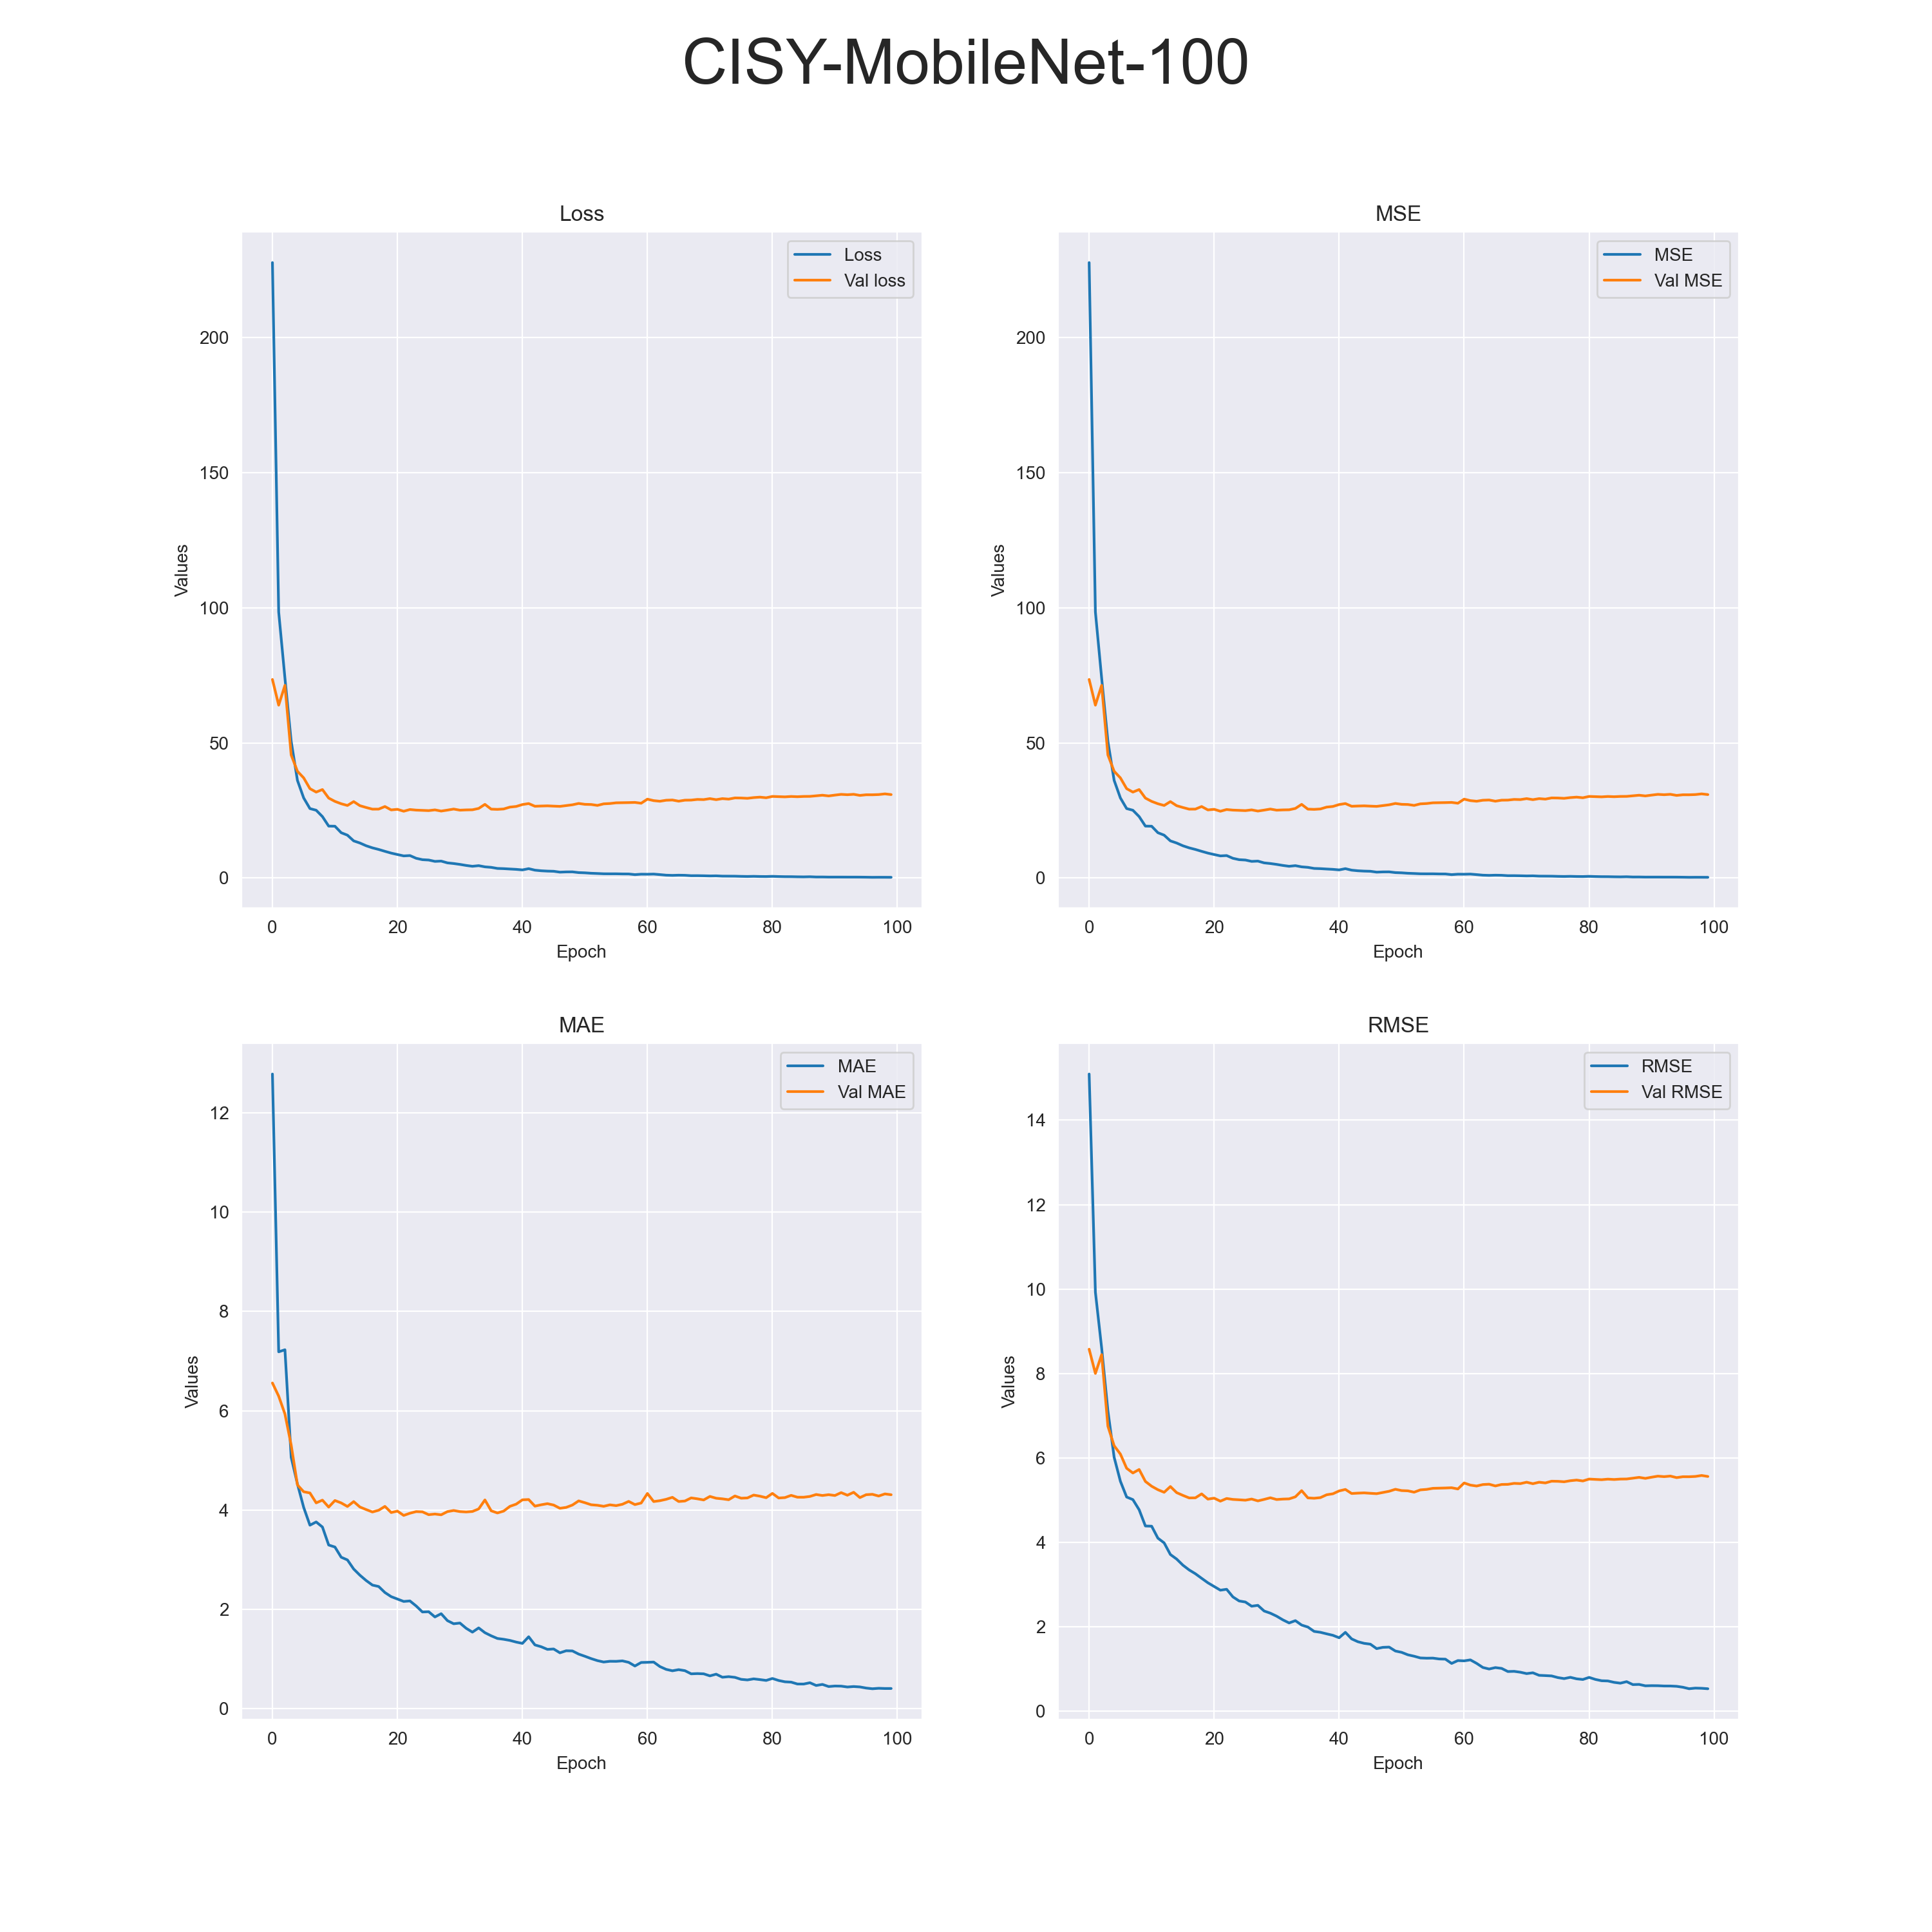 CISY-MobileNet-100
Loss
Loss
Val loss
200
150
100
50
0
Values
0 20 40 60 80 100
Epoch
MSE
MSE
Val MSE
200
150
100
50
0
Values
0 20 40 60 80 100
Epoch
MAE
MAE
Val MAE
12
10
8
6
4
2
0
Values
0 20 40 60 80 100
Epoch
RMSE
RMSE
Val RMSE
14
12
10
8
6
4
2
0
Values
0 20 40 60 80 100
Epoch